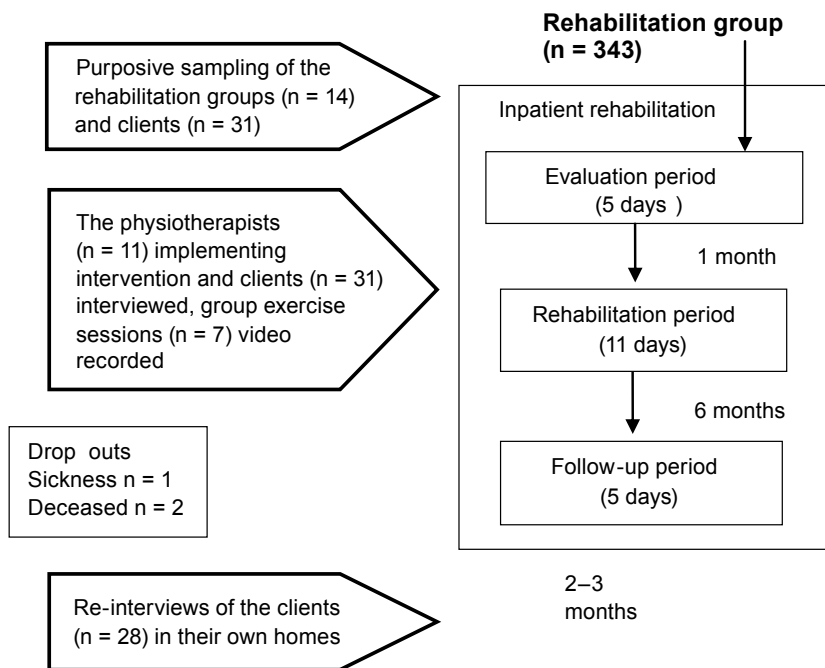 Rehabilitation group
(n = 343)
Purposive sampling of the
rehabilitation groups (n = 14)
and clients (n = 31)
Inpatient rehabilitation
Evaluation period
(5 days )
1 month
The physiotherapists
(n = 11) implementing
intervention and clients (n = 31)
interviewed, group exercise
sessions (n = 7) video
recorded
Rehabilitation period
(11 days)
6 months
Drop outs
Sickness n = 1
Deceased n = 2
Follow-up period
(5 days)
2–3
months
Re-interviews of the clients
(n = 28) in their own homes